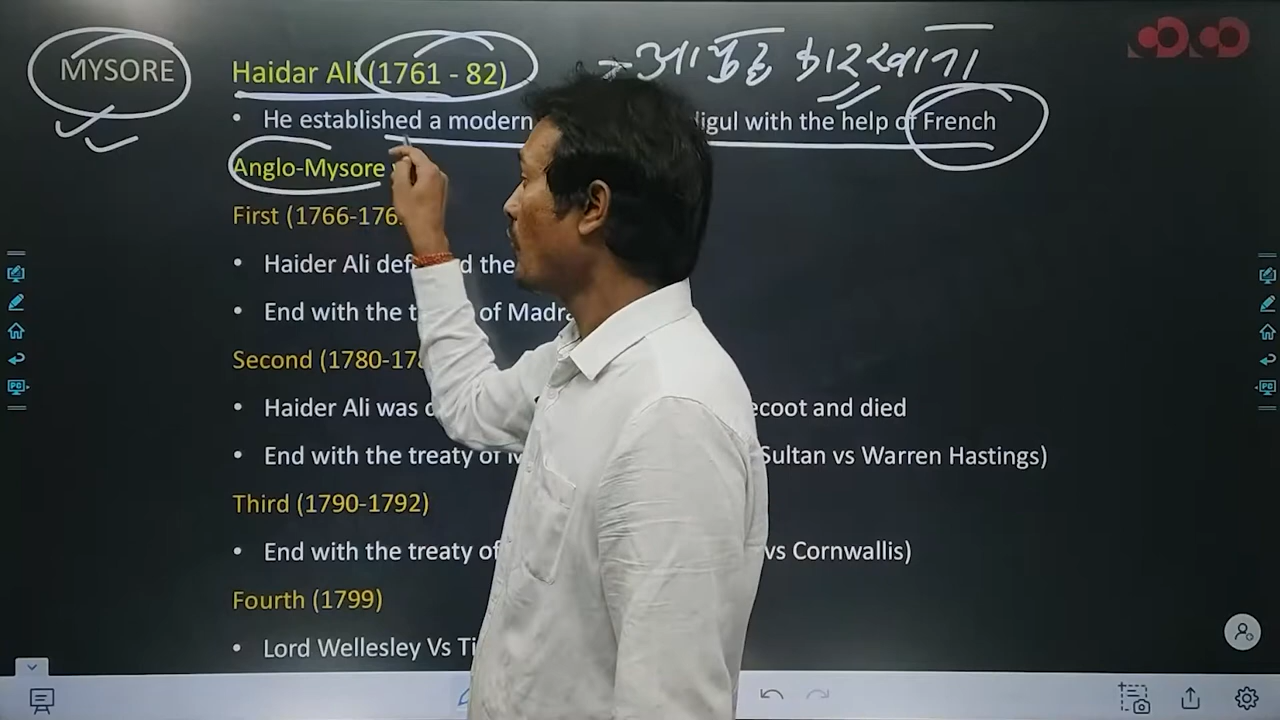 MYSORE
Haidar Ali (1761 - 82)
कारखाना
He established a modern digul with the help of French
Anglo-Mysore
First (1766-176
Haider Ali def d the
End with the of Madra
Second (1780-178
Haider Ali was ecoot and died
End with the treaty of Sultan vs Warren Hastings)
Third (1790-1792)
End with the treaty of vs Cornwallis)
Fourth (1799)
Lord Wellesley Vs Ti
PC
PC